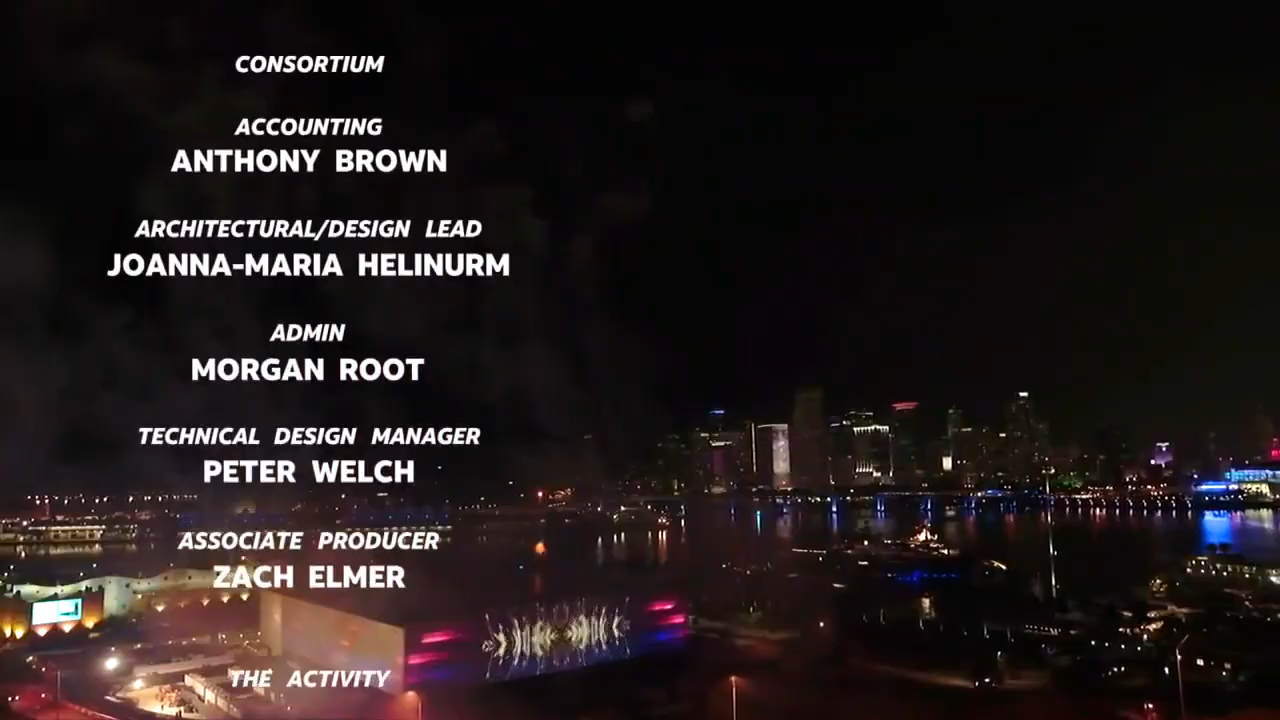 CONSORTIUM
ACCOUNTING
ANTHONY BROWN
ARCHITECTURAL/DESIGN LEAD
JOANNA-MARIA HELINURM
ADMIN
MORGAN ROOT
TECHNICAL DESIGN MANAGER
PETER WELCH
ASSOCIATE PRODUCER
ZACH ELMER
THE ACTIVITY